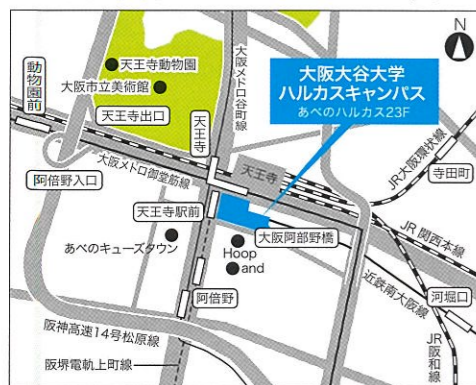 N
大阪大谷大学
ハルカスキャンパス
あべのハルカス23F
天王寺動物園
大阪市立美術館
動物園前
天王寺出口
大阪メトロ谷町線
天王寺
大阪メトロ御堂筋線
阿倍野入口
天王寺
JR大阪環状線
寺田町
天王寺駅前
大阪阿部野橋
JR 関西本線
あべのキューズタウン
Hoop
and
近鉄南大阪線
河堀口
阿倍野
阪神高速14号松原線
阪堺電軌上町線
JR阪和線